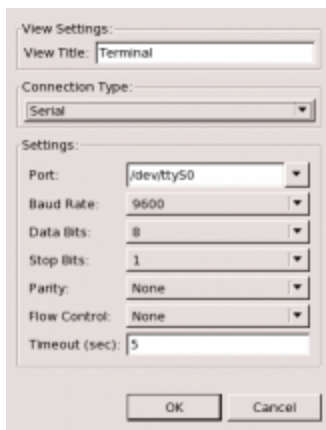 View Settings:
View Title: Terminal
Connection Type:
Serial
Settings:
Port: /dev/ttyS0
Baud Rate: 9600
Data Bits: 8
Stop Bits: 1
Parity: None
Flow Control: None
Timeout (sec): 5
OK Cancel